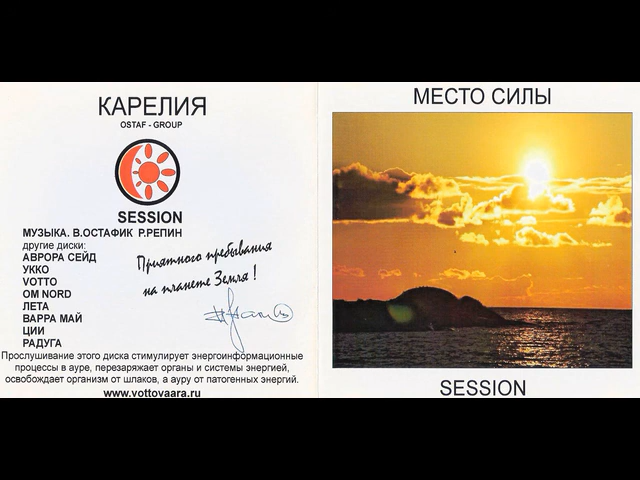 КАРЕЛИЯ
OSTAF - GROUP
SESSION
МУЗЫКА. В.ОСТАФИК Р.РЕПИН
другие диски:
АВРОРА СЕЙД
УККО
VOTTO
OM NORD
ЛЕТА
ВАРРА МАЙ
ЦИИ
РАДУГА
Приятного пребывания
на планете Земля !
Прослушивание этого диска стимулирует энергоинформационные
процессы в ауре, перезаряжает органы и системы энергией,
освобождает организм от шлаков, а ауру от патогенных энергий.
www.vottovaara.ru
МЕСТО СИЛЫ
SESSION